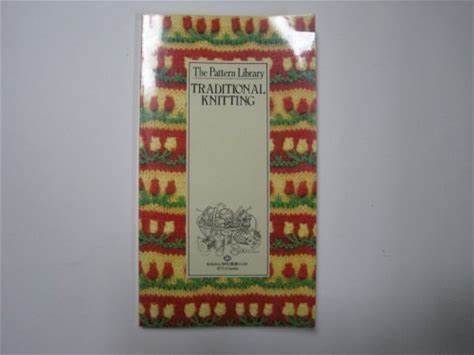 The Pattern Library
TRADITIONAL
KNITTING